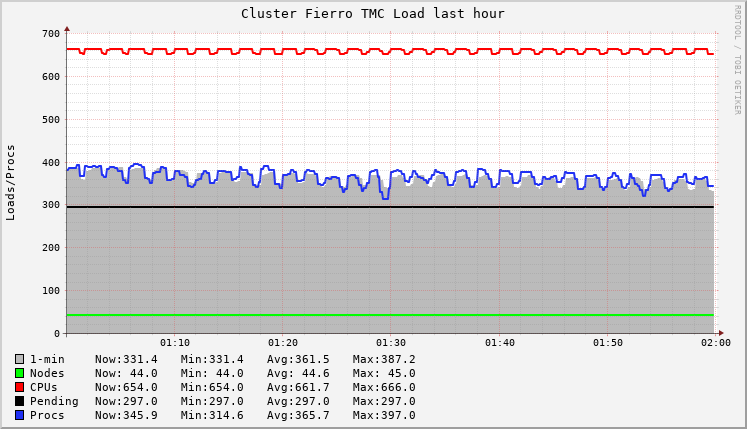 Cluster Fierro TMC Load last hour
RRDTOOL / TOBI OETIKER
Loads/Procs
700
600
500
400
300
200
100
0
01:10 01:20 01:30 01:40 01:50 02:00
1-min Now:331.4 Min:331.4 Avg:361.5 Max:387.2
Nodes Now: 44.0 Min: 44.0 Avg: 44.6 Max: 45.0
CPUs Now:654.0 Min:654.0 Avg:661.7 Max:666.0
Pending Now:297.0 Min:297.0 Avg:297.0 Max:297.0
Procs Now:345.9 Min:314.6 Avg:365.7 Max:397.0